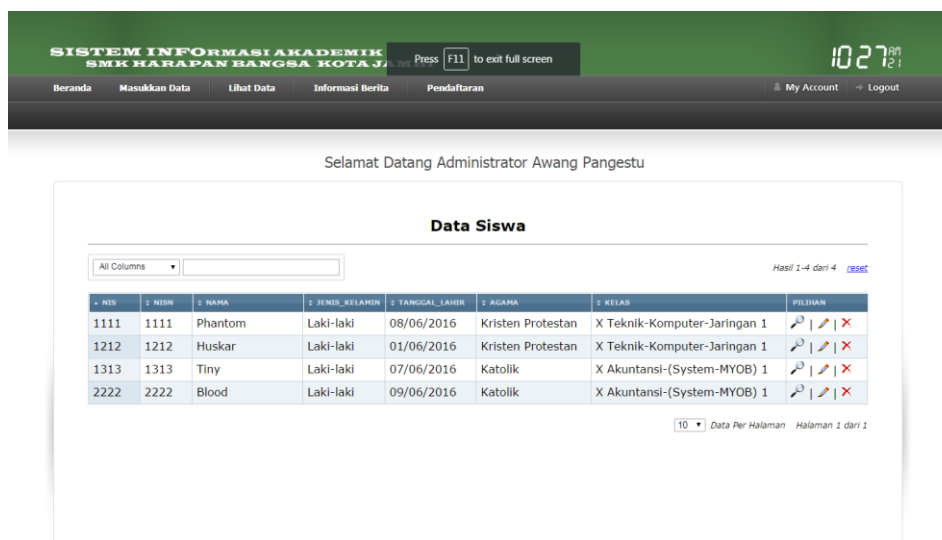 SISTEM INFORMASI AKADEMIK
SMK HARAPAN BANGSA KOTA
Press F11 to exit full screen
10 27 AM 21
Beranda Masukkan Data Lihat Data Informasi Berita Pendaftaran My Account Logout
Selamat Datang Administrator Awang Pangestu
Data Siswa
All Columns Hasil 1-4 dari 4 reset
NIS NISN NAMA JENIS_KELAMIN TANGGAL_LAHIR AGAMA KELAS PILIHAN
1111 1111 Phantom Laki-laki 08/06/2016 Kristen Protestan X Teknik-Komputer-Jaringan 1 | |
1212 1212 Huskar Laki-laki 01/06/2016 Kristen Protestan X Teknik-Komputer-Jaringan 1 | |
1313 1313 Tiny Laki-laki 07/06/2016 Katolik X Akuntansi-(System-MYOB) 1 | |
2222 2222 Blood Laki-laki 09/06/2016 Katolik X Akuntansi-(System-MYOB) 1 | |
10 Data Per Halaman Halaman 1 dari 1